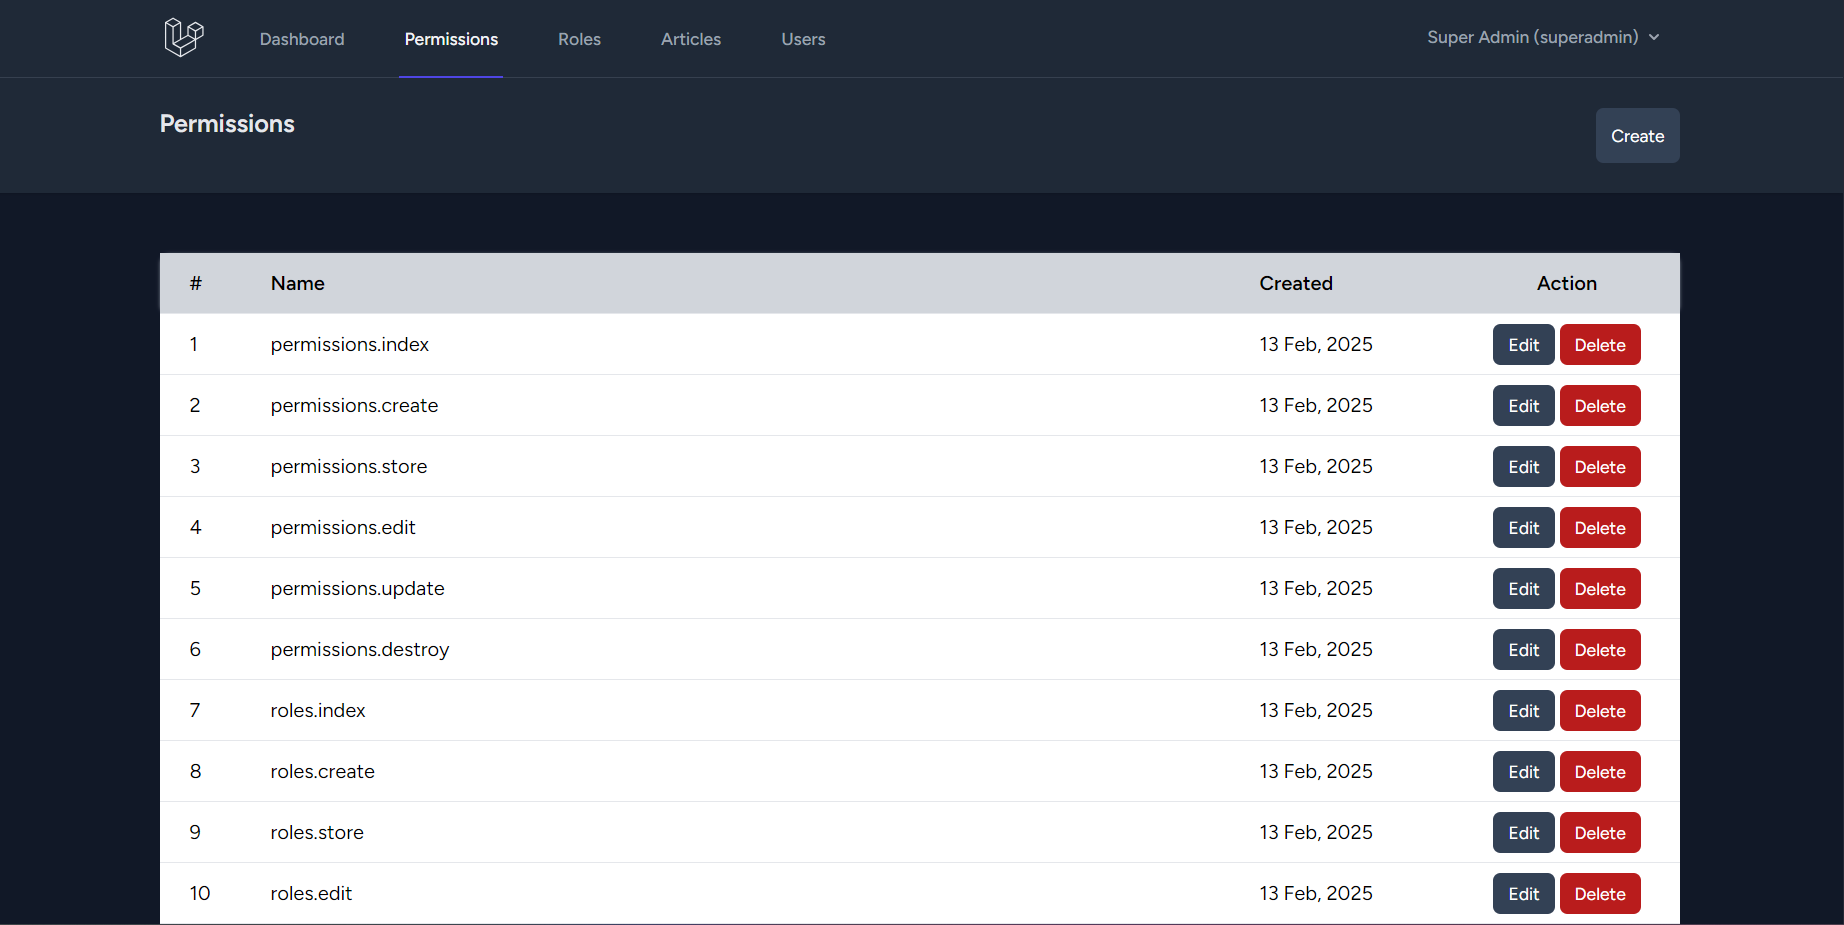 Dashboard Permissions Roles Articles Users Super Admin (superadmin)
Permissions
Create
# Name Created Action
1 permissions.index 13 Feb, 2025 Edit Delete
2 permissions.create 13 Feb, 2025 Edit Delete
3 permissions.store 13 Feb, 2025 Edit Delete
4 permissions.edit 13 Feb, 2025 Edit Delete
5 permissions.update 13 Feb, 2025 Edit Delete
6 permissions.destroy 13 Feb, 2025 Edit Delete
7 roles.index 13 Feb, 2025 Edit Delete
8 roles.create 13 Feb, 2025 Edit Delete
9 roles.store 13 Feb, 2025 Edit Delete
10 roles.edit 13 Feb, 2025 Edit Delete